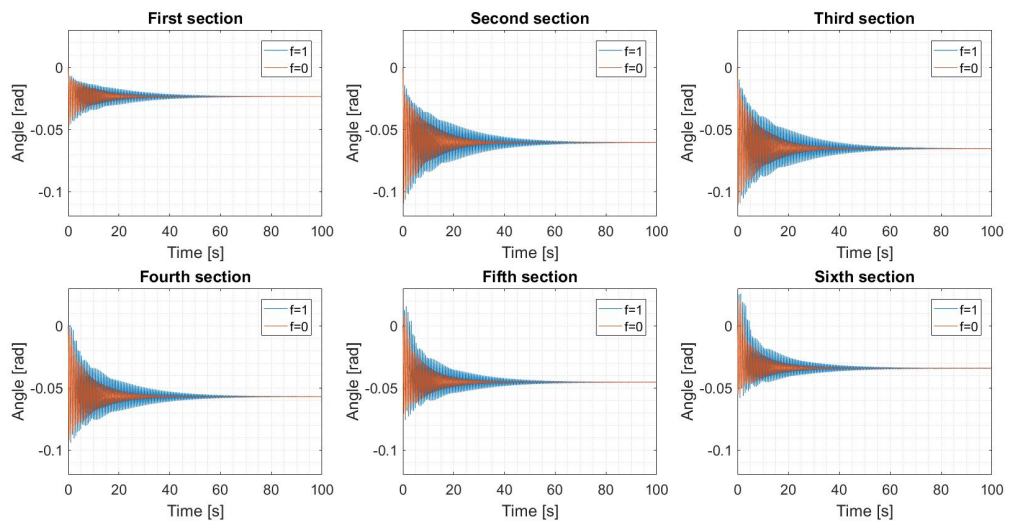 First section
Second section
Third section
f=1
f=0
f=1
f=0
f=1
f=0
0
-0.05
-0.1
0
-0.05
-0.1
0
-0.05
-0.1
Angle [rad]
Angle [rad]
Angle [rad]
0 20 40 60 80 100
0 20 40 60 80 100
0 20 40 60 80 100
Time [s]
Time [s]
Time [s]
Fourth section
Fifth section
Sixth section
f=1
f=0
f=1
f=0
f=1
f=0
0
-0.05
-0.1
0
-0.05
-0.1
0
-0.05
-0.1
Angle [rad]
Angle [rad]
Angle [rad]
0 20 40 60 80 100
0 20 40 60 80 100
0 20 40 60 80 100
Time [s]
Time [s]
Time [s]